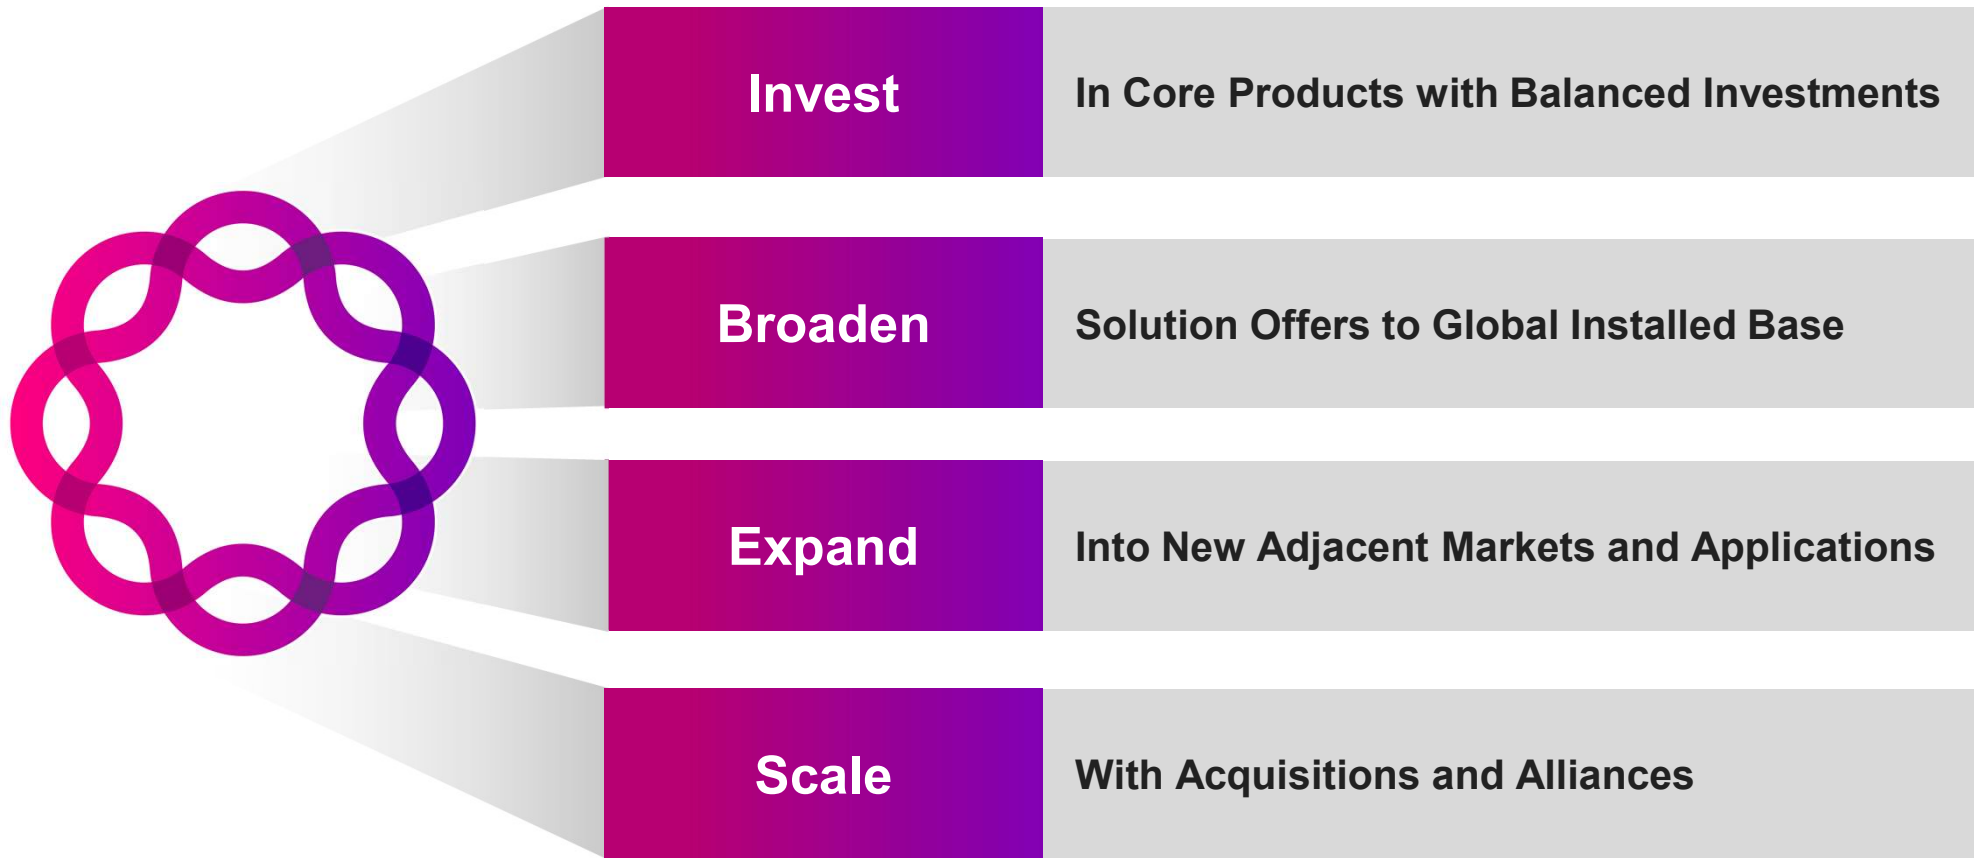 Invest
In Core Products with Balanced Investments
Broaden
Solution Offers to Global Installed Base
Expand
Into New Adjacent Markets and Applications
Scale
With Acquisitions and Alliances